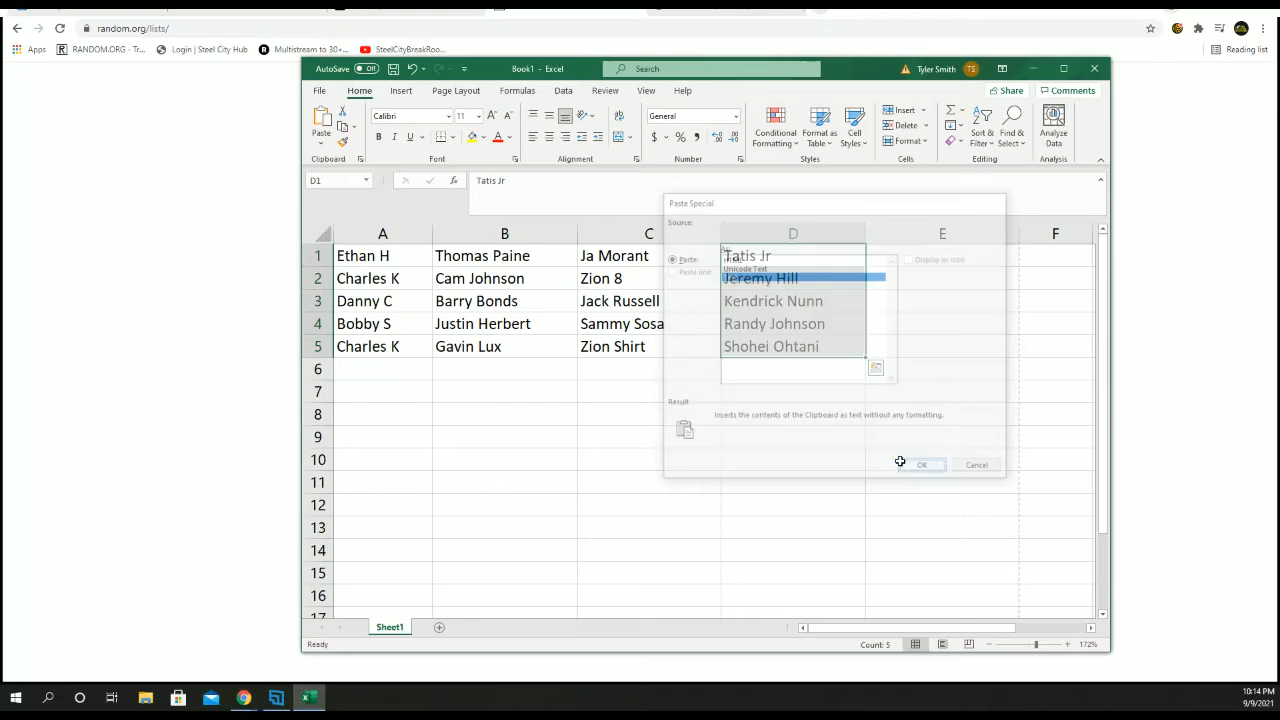 random.org/lists/
Apps RANDOM.ORG - Tr... Login | Steel City Hub Multistream to 30+... SteelCityBreakRoo... Reading list
AutoSave Off Book1 - Excel Search Tyler Smith TS
File Home Insert Page Layout Formulas Data Review View Help Share Comments
Paste Calibri 11 General Conditional Formatting Format as Table Cell Styles Insert Delete Format Sort & Filter Find & Select Analyze Data
Clipboard Font Alignment Number Styles Cells Editing Analysis
D1 fx Tatis Jr
Paste Special
Source:
A B C D E F
1 Ethan H Thomas Paine Ja Morant Tatis Jr
As:
Paste: HTML Display as icon
Paste link: Unicode Text
2 Charles K Cam Johnson Zion 8 Jeremy Hill
3 Danny C Barry Bonds Jack Russell Kendrick Nunn
4 Bobby S Justin Herbert Sammy Sosa Randy Johnson
5 Charles K Gavin Lux Zion Shirt Shohei Ohtani
6
7
Result
8 Inserts the contents of the Clipboard as text without any formatting.
9
10 OK Cancel
11
12
13
14
15
16
17
Sheet1
Ready Count: 5 172%
10:14 PM
9/9/2021